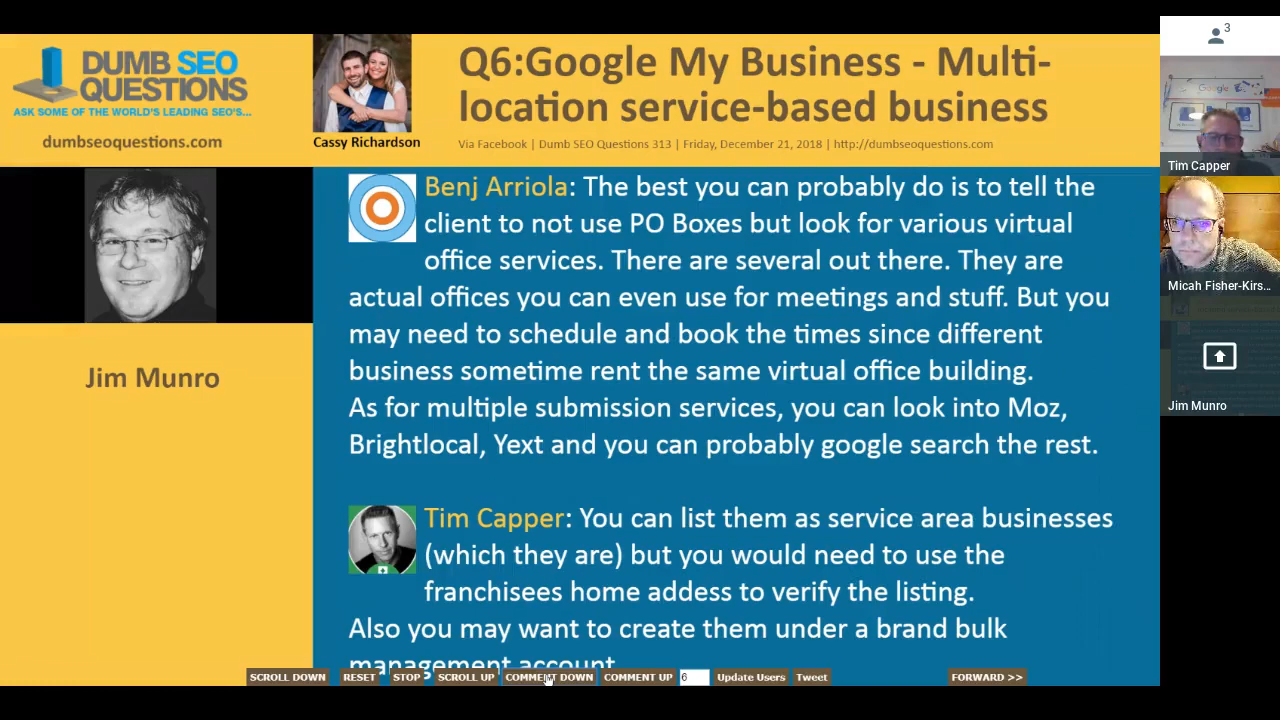 DUMB SEO
QUESTIONS
ASK SOME OF THE WORLD'S LEADING SEO'S...
dumbseoquestions.com
Cassy Richardson
Q6:Google My Business - Multi-
location service-based business
Via Facebook | Dumb SEO Questions 313 | Friday, December 21, 2018 | http://dumbseoquestions.com
Jim Munro
Benj Arriola: The best you can probably do is to tell the
client to not use PO Boxes but look for various virtual
office services. There are several out there. They are
actual offices you can even use for meetings and stuff. But you
may need to schedule and book the times since different
business sometime rent the same virtual office building.
As for multiple submission services, you can look into Moz,
Brightlocal, Yext and you can probably google search the rest.
Tim Capper: You can list them as service area businesses
(which they are) but you would need to use the
franchisees home addess to verify the listing.
Also you may want to create them under a brand bulk
management account
SCROLL DOWN RESET STOP SCROLL UP COMMENT DOWN COMMENT UP 6 Update Users Tweet FORWARD >>
3
Google
Tim Capper
Micah Fisher-Kirs...
Jim Munro